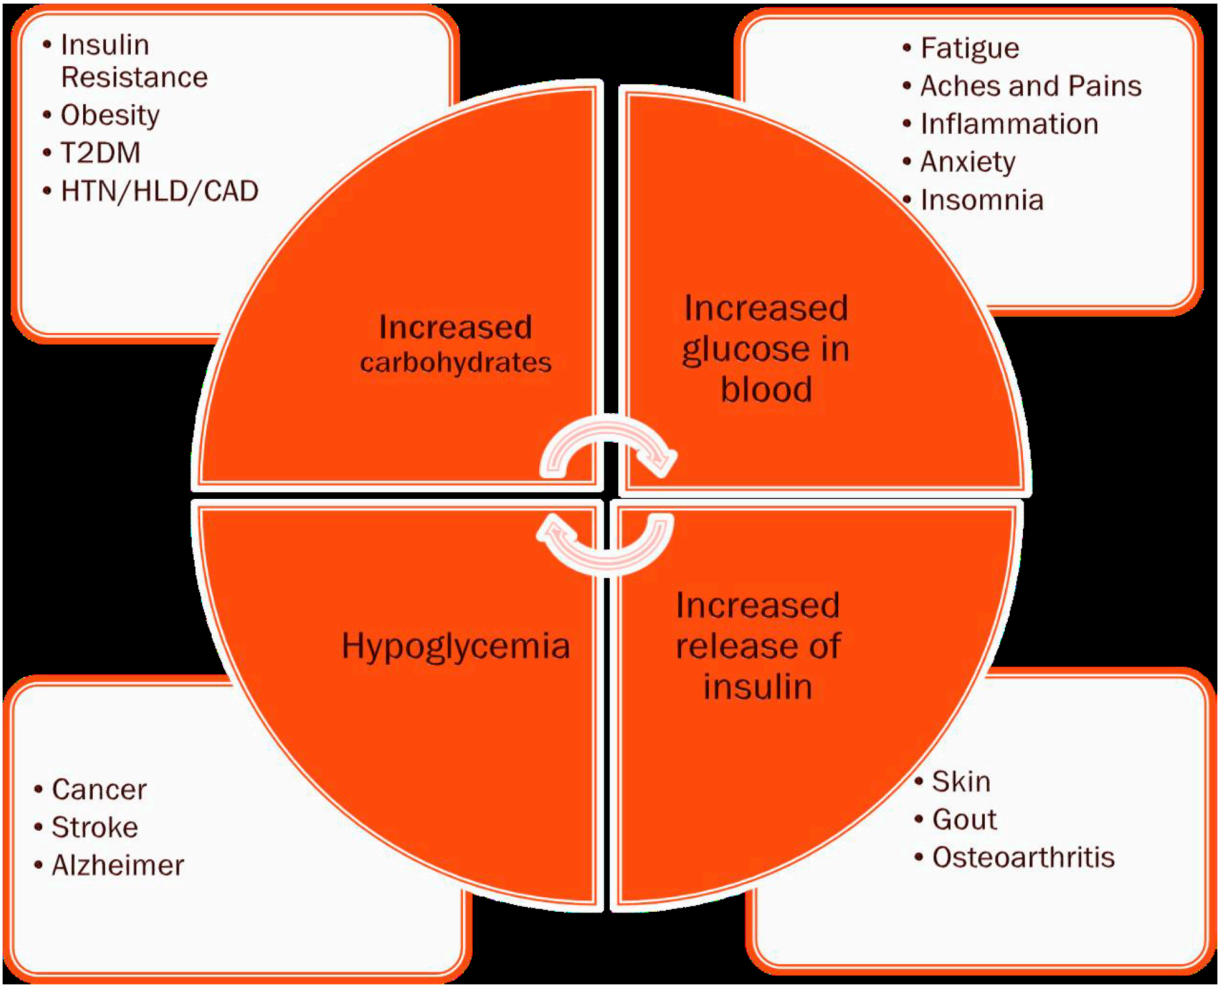 • Insulin
Resistance
• Obesity
• T2DM
• HTN/HLD/CAD
• Fatigue
• Aches and Pains
• Inflammation
• Anxiety
• Insomnia
Increased
carbohydrates
Increased
glucose in
blood
Hypoglycemia
Increased
release of
insulin
• Cancer
• Stroke
• Alzheimer
• Skin
• Gout
• Osteoarthritis